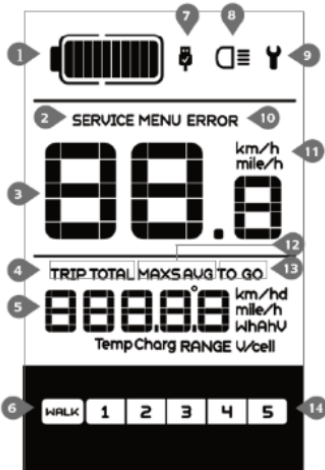 7 8
1 9
2 SERVICE MENU ERROR 10
km/h 11
mile/h
3 88.8
12
4 TRIP TOTAL MAXS AVG TO GO 13
5 888.8.8 km/hd
mile/h
WhAhV
Temp Charg RANGE V/cell
6 WALK 1 2 3 4 5 14